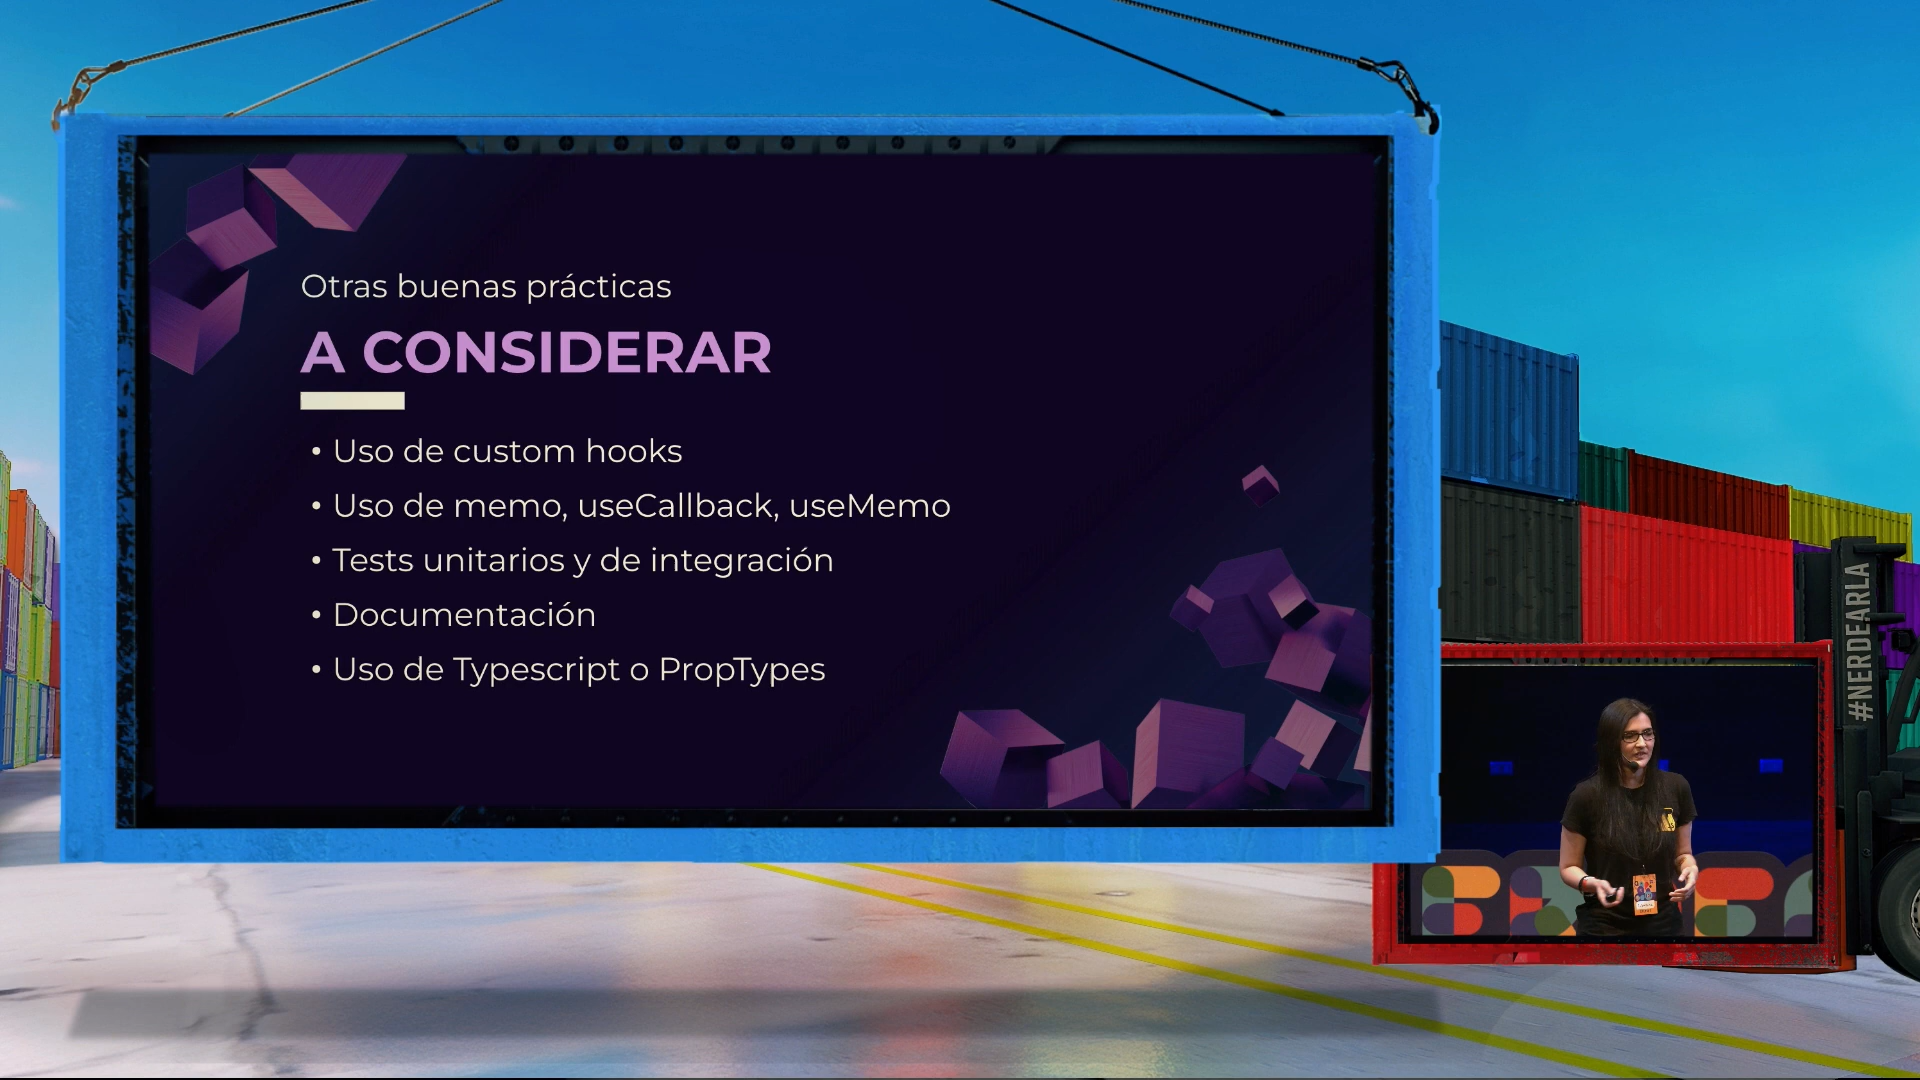 Otras buenas prácticas
A CONSIDERAR
• Uso de custom hooks
• Uso de memo, useCallback, useMemo
• Tests unitarios y de integración
• Documentación
• Uso de Typescript o PropTypes
#NERDEARLA